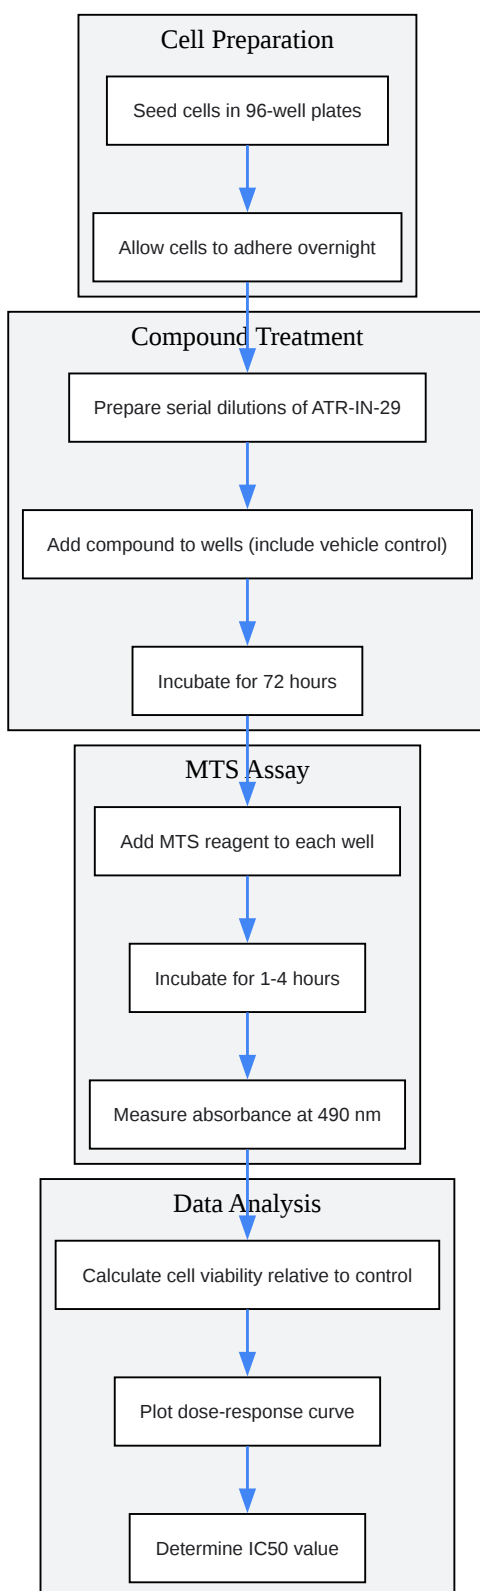 Cell Preparation
Seed cells in 96-well plates
Allow cells to adhere overnight
Compound Treatment
Prepare serial dilutions of ATR-IN-29
Add compound to wells (include vehicle control)
Incubate for 72 hours
MTS Assay
Add MTS reagent to each well
Incubate for 1-4 hours
Measure absorbance at 490 nm
Data Analysis
Calculate cell viability relative to control
Plot dose-response curve
Determine IC50 value